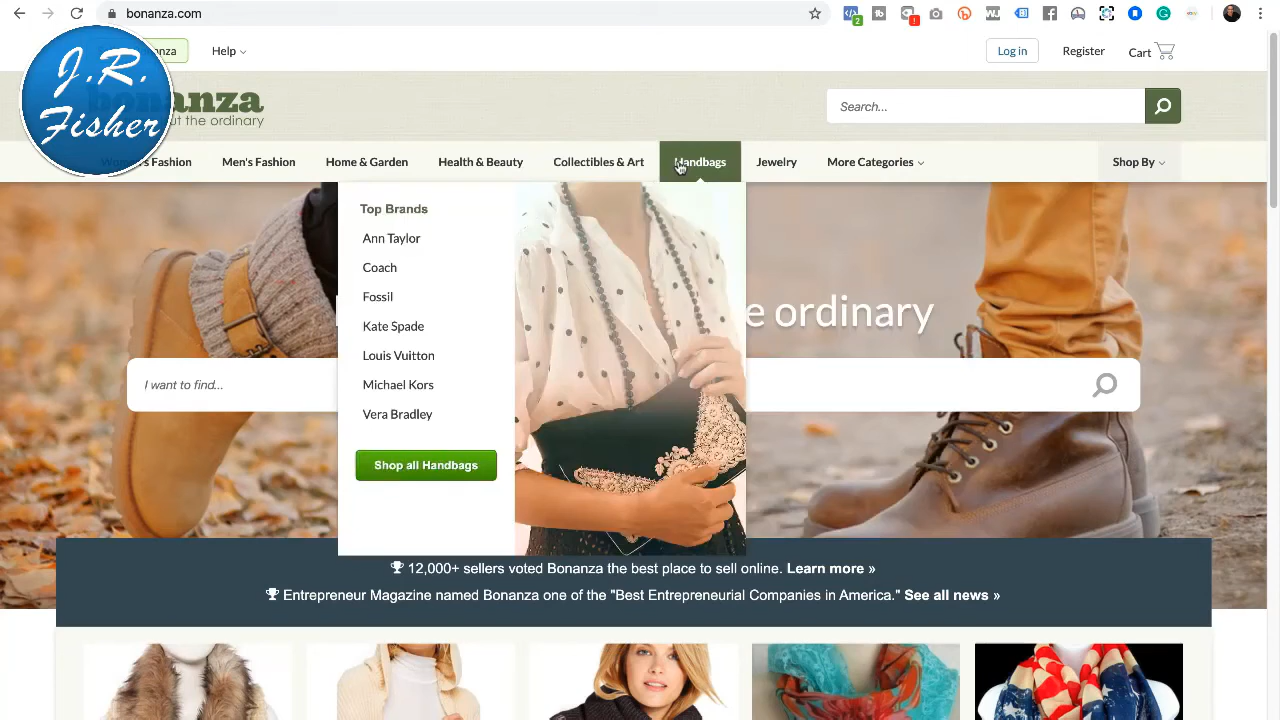 bonanza.com
2
!
nza
Help
Log in
Register
Cart
J.R.
Fisher
bonanza
ut the ordinary
Search...
's Fashion
Men's Fashion
Home & Garden
Health & Beauty
Collectibles & Art
Handbags
Jewelry
More Categories
Shop By
Top Brands
Ann Taylor
Coach
Fossil
Kate Spade
Louis Vuitton
Michael Kors
Vera Bradley
Shop all Handbags
e ordinary
I want to find...
12,000+ sellers voted Bonanza the best place to sell online. Learn more »
Entrepreneur Magazine named Bonanza one of the "Best Entrepreneurial Companies in America." See all news »